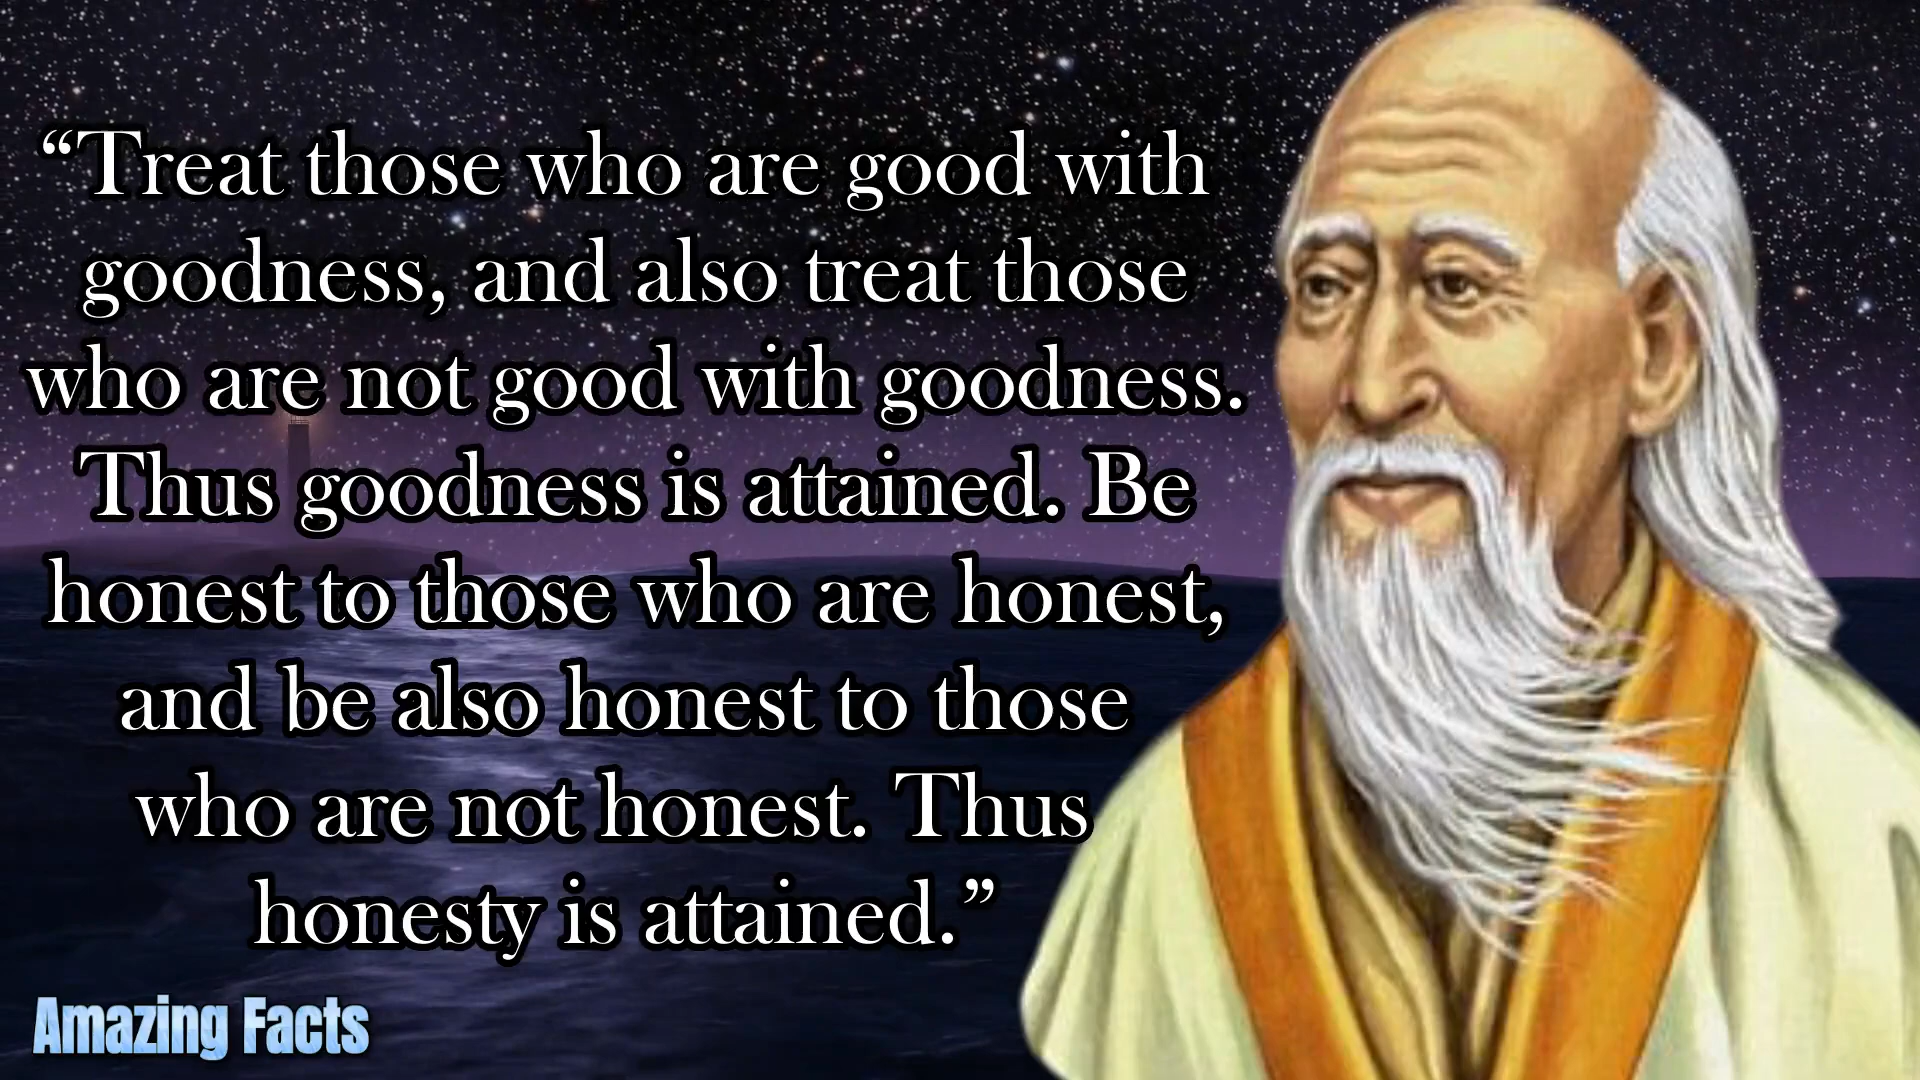 “Treat those who are good with
goodness, and also treat those
who are not good with goodness.
Thus goodness is attained. Be
honest to those who are honest,
and be also honest to those
who are not honest. Thus
honesty is attained.”
Amazing Facts